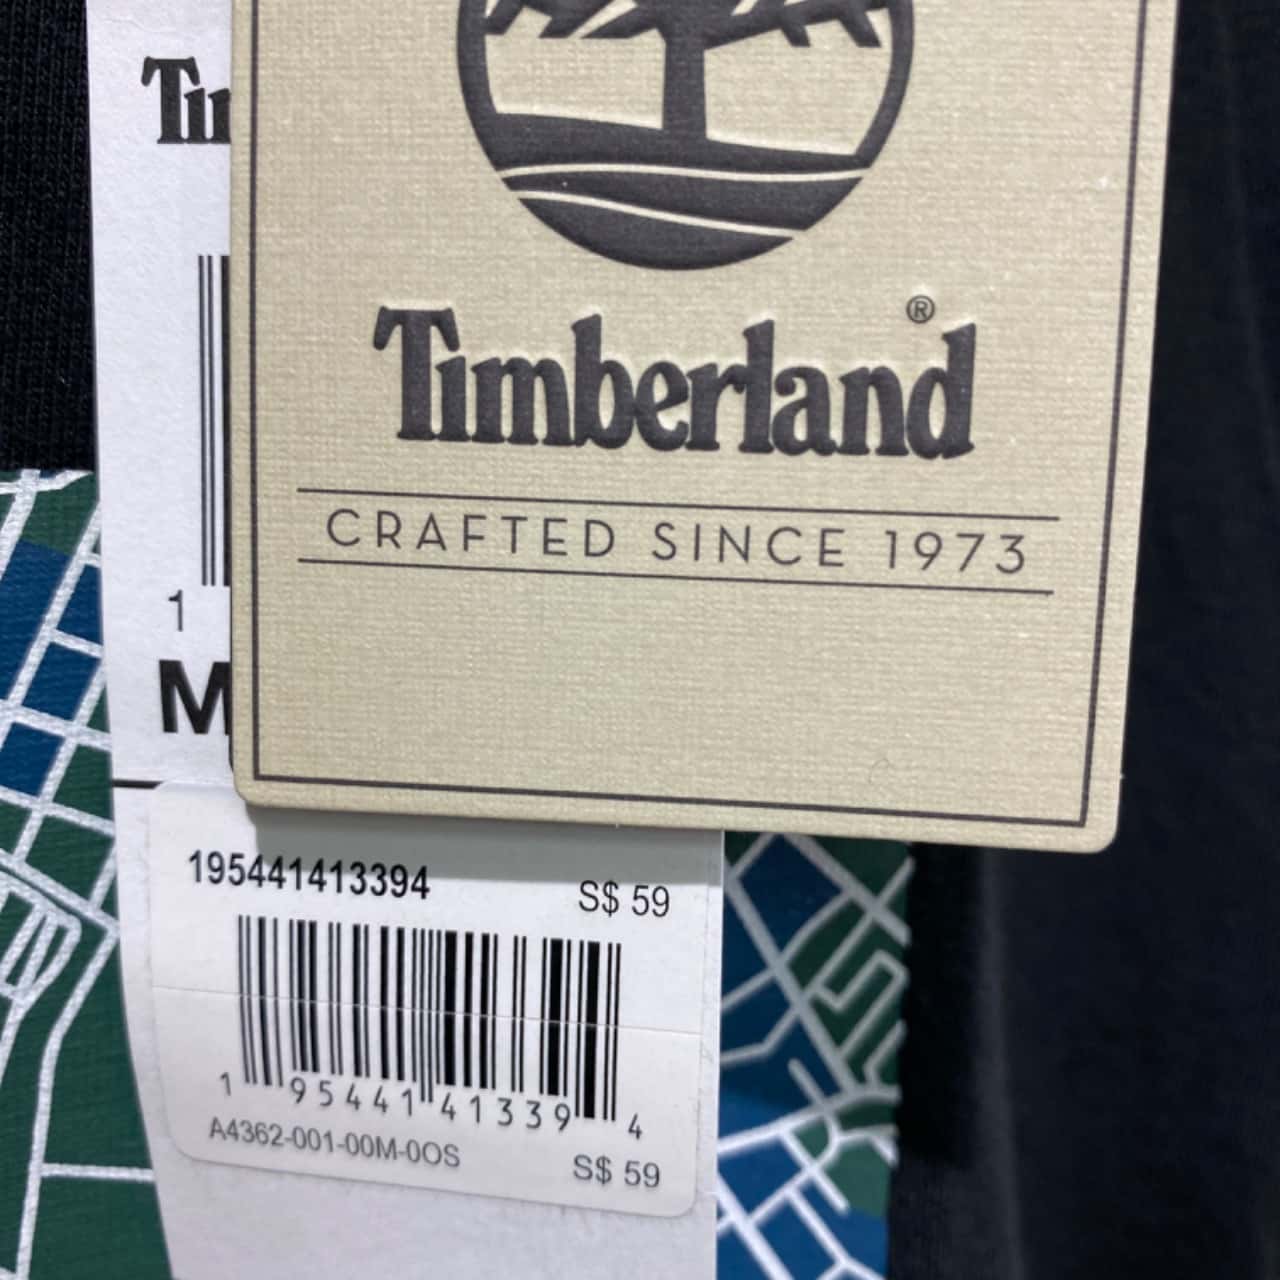 Timberland®
CRAFTED SINCE 1973
1
M
195441413394
S$ 59
1 95441 41339 4
A4362-001-00M-0OS
S$ 59